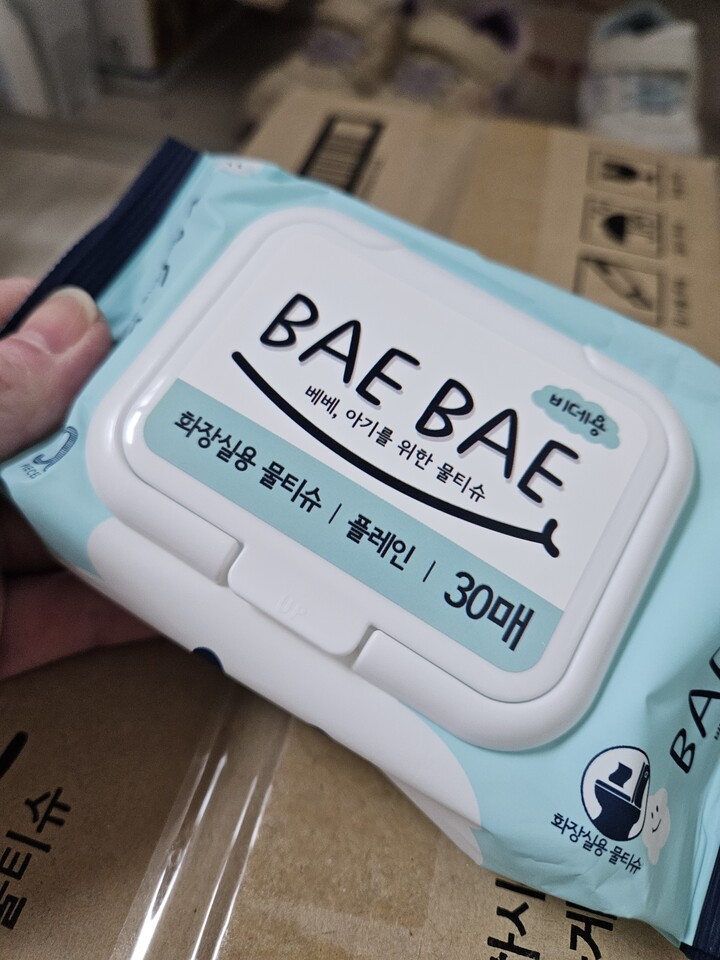 BAE BAE
비데용
베베, 아기를 위한 물티슈
화장실용 물티슈 | 플레인 | 30매
UP
화장실용 물티슈
BAE
물티슈